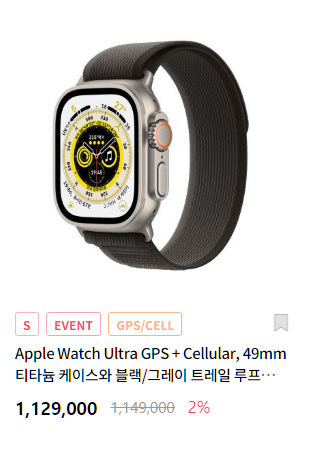 S EVENT GPS/CELL
Apple Watch Ultra GPS + Cellular, 49mm
티타늄 케이스와 블랙/그레이 트레일 루프…
1,129,000 1,149,000 2%